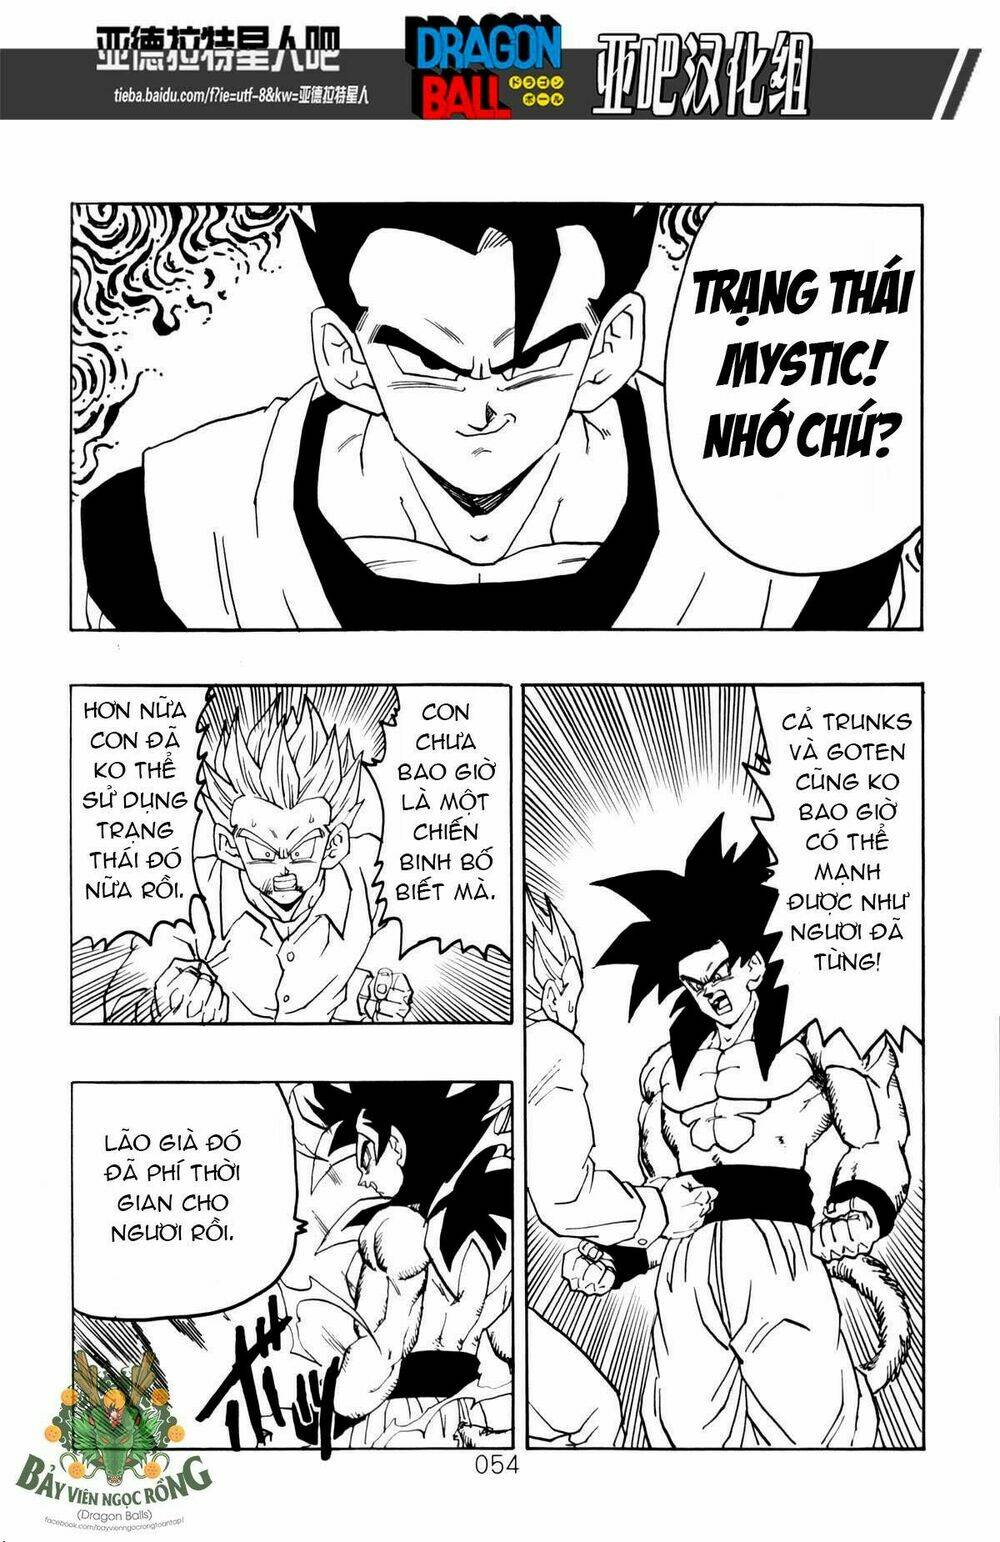 亚德拉特星人吧
tieba.baidu.com/f?ie=utf-8&kw=亚德拉特星人
DRAGON
BALL
ドラゴン
ボール
亚吧汉化组
TRẠNG THÁI
MYSTIC!
NHỚ CHỨ?
CẢ TRUNKS
VÀ GOTEN
CŨNG KO
BAO GIỜ
CÓ THỂ
MẠNH
ĐƯỢC NHƯ
NGƯƠI ĐÃ
TỪNG!
CON
CHƯA
BAO GIỜ
LÀ MỘT
CHIẾN
BINH BỐ
BIẾT MÀ.
HƠN NỮA
CON ĐÃ
KO THỂ
SỬ DỤNG
TRẠNG
THÁI ĐÓ
NỮA RỒI.
LÃO GIÀ ĐÓ
ĐÃ PHÍ THỜI
GIAN CHO
NGƯƠI RỒI.
054
BẢY VIÊN NGỌC RỒNG
(Dragon Balls)
facebook.com/bayvienngocrongtoantap1